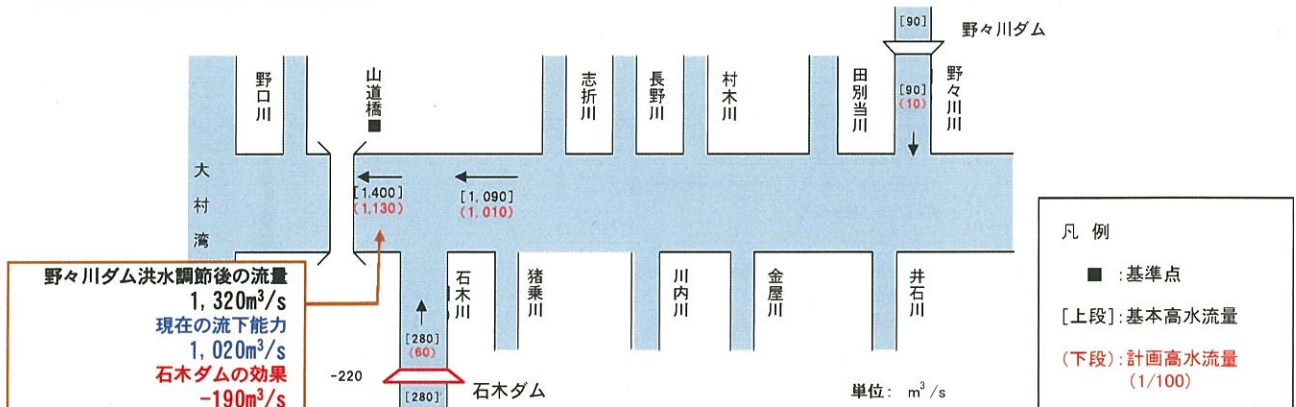 [90]
野々川ダム
野口川
山道橋■
志折川
長野川
村木川
田別当川
[90]
(10)
野々川川
大村湾
[1,400]
(1,130)
[1,090]
(1,010)
野々川ダム洪水調節後の流量
1,320m³/s
現在の流下能力
1,020m³/s
石木ダムの効果
-190m³/s
石木川
猪乗川
川内川
金屋川
井石川
[280]
(60)
-220
[280]
石木ダム
単位: m³/s
凡 例
■ :基準点
[上段]:基本高水流量
(下段):計画高水流量
(1/100)